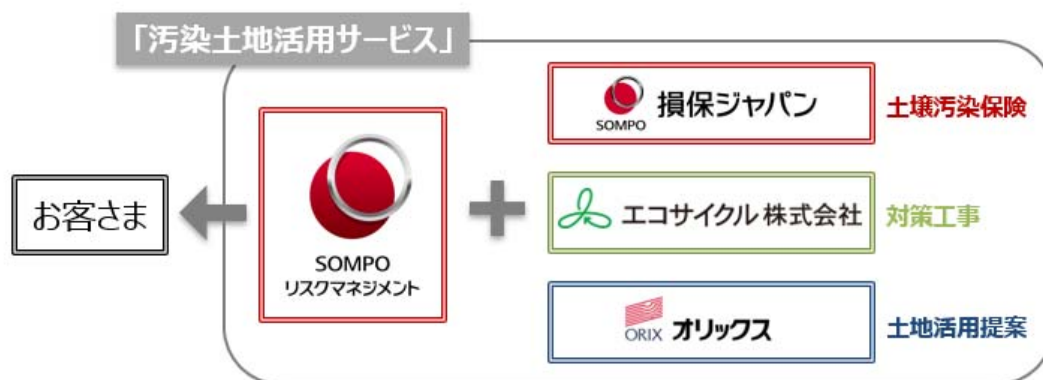 「汚染土地活用サービス」
お客さま
SOMPO
リスクマネジメント
SOMPO 損保ジャパン
土壌汚染保険
エコサイクル 株式会社
対策工事
ORIX オリックス
土地活用提案